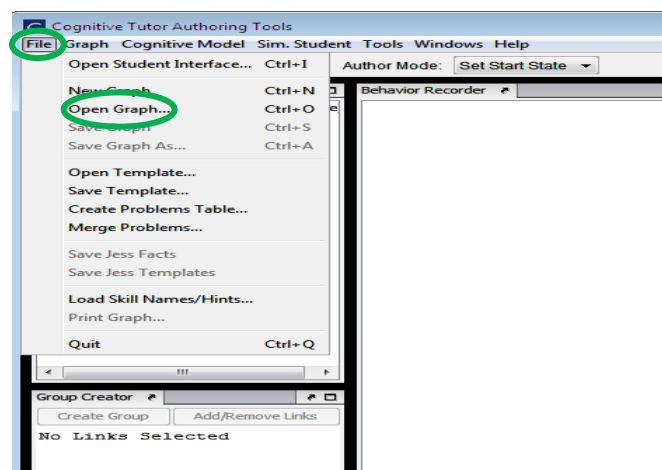 Cognitive Tutor Authoring Tools
File Graph Cognitive Model Sim. Student Tools Windows Help
Open Student Interface... Ctrl+I
Author Mode: Set Start State
New Graph Ctrl+N
Behavior Recorder
Open Graph... Ctrl+O
Save Graph Ctrl+S
Save Graph As... Ctrl+A
Open Template...
Save Template...
Create Problems Table...
Merge Problems...
Save Jess Facts
Save Jess Templates
Load Skill Names/Hints...
Print Graph...
Quit Ctrl+Q
Group Creator
Create Group Add/Remove Links
No Links Selected